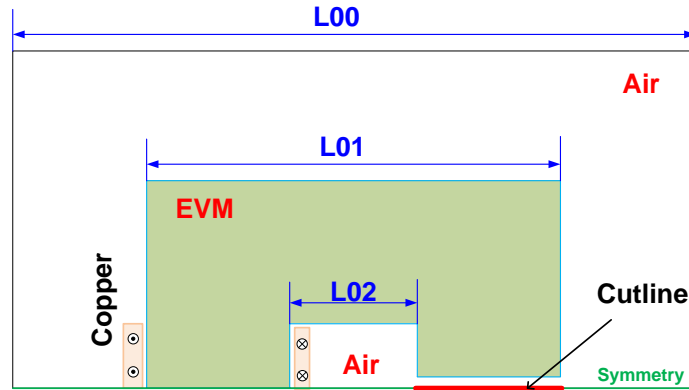 L00
Air
L01
EVM
L02
Copper
Cutline
Air
Symmetry